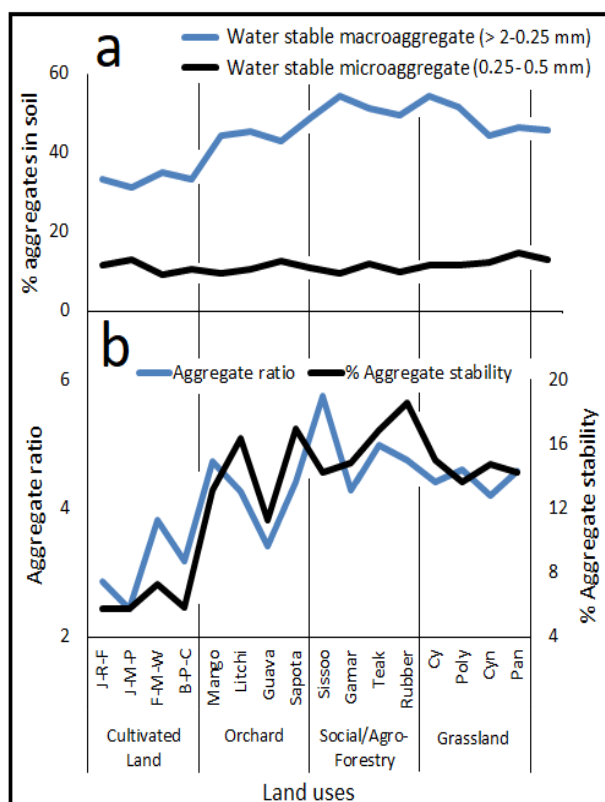 a
Water stable macroaggregate (> 2-0.25 mm)
Water stable microaggregate (0.25- 0.5 mm)
% aggregates in soil
60
40
20
0
b
Aggregate ratio
% Aggregate stability
Aggregate ratio
6
4
2
% Aggregate stability
20
16
12
8
4
J-R-F
J-M-P
F-M-W
B-P-C
Mango
Litchi
Guava
Sapota
Sissoo
Gamar
Teak
Rubber
Cy
Poly
Cyn
Pan
Cultivated
Land
Orchard
Social/Agro-
Forestry
Grassland
Land uses